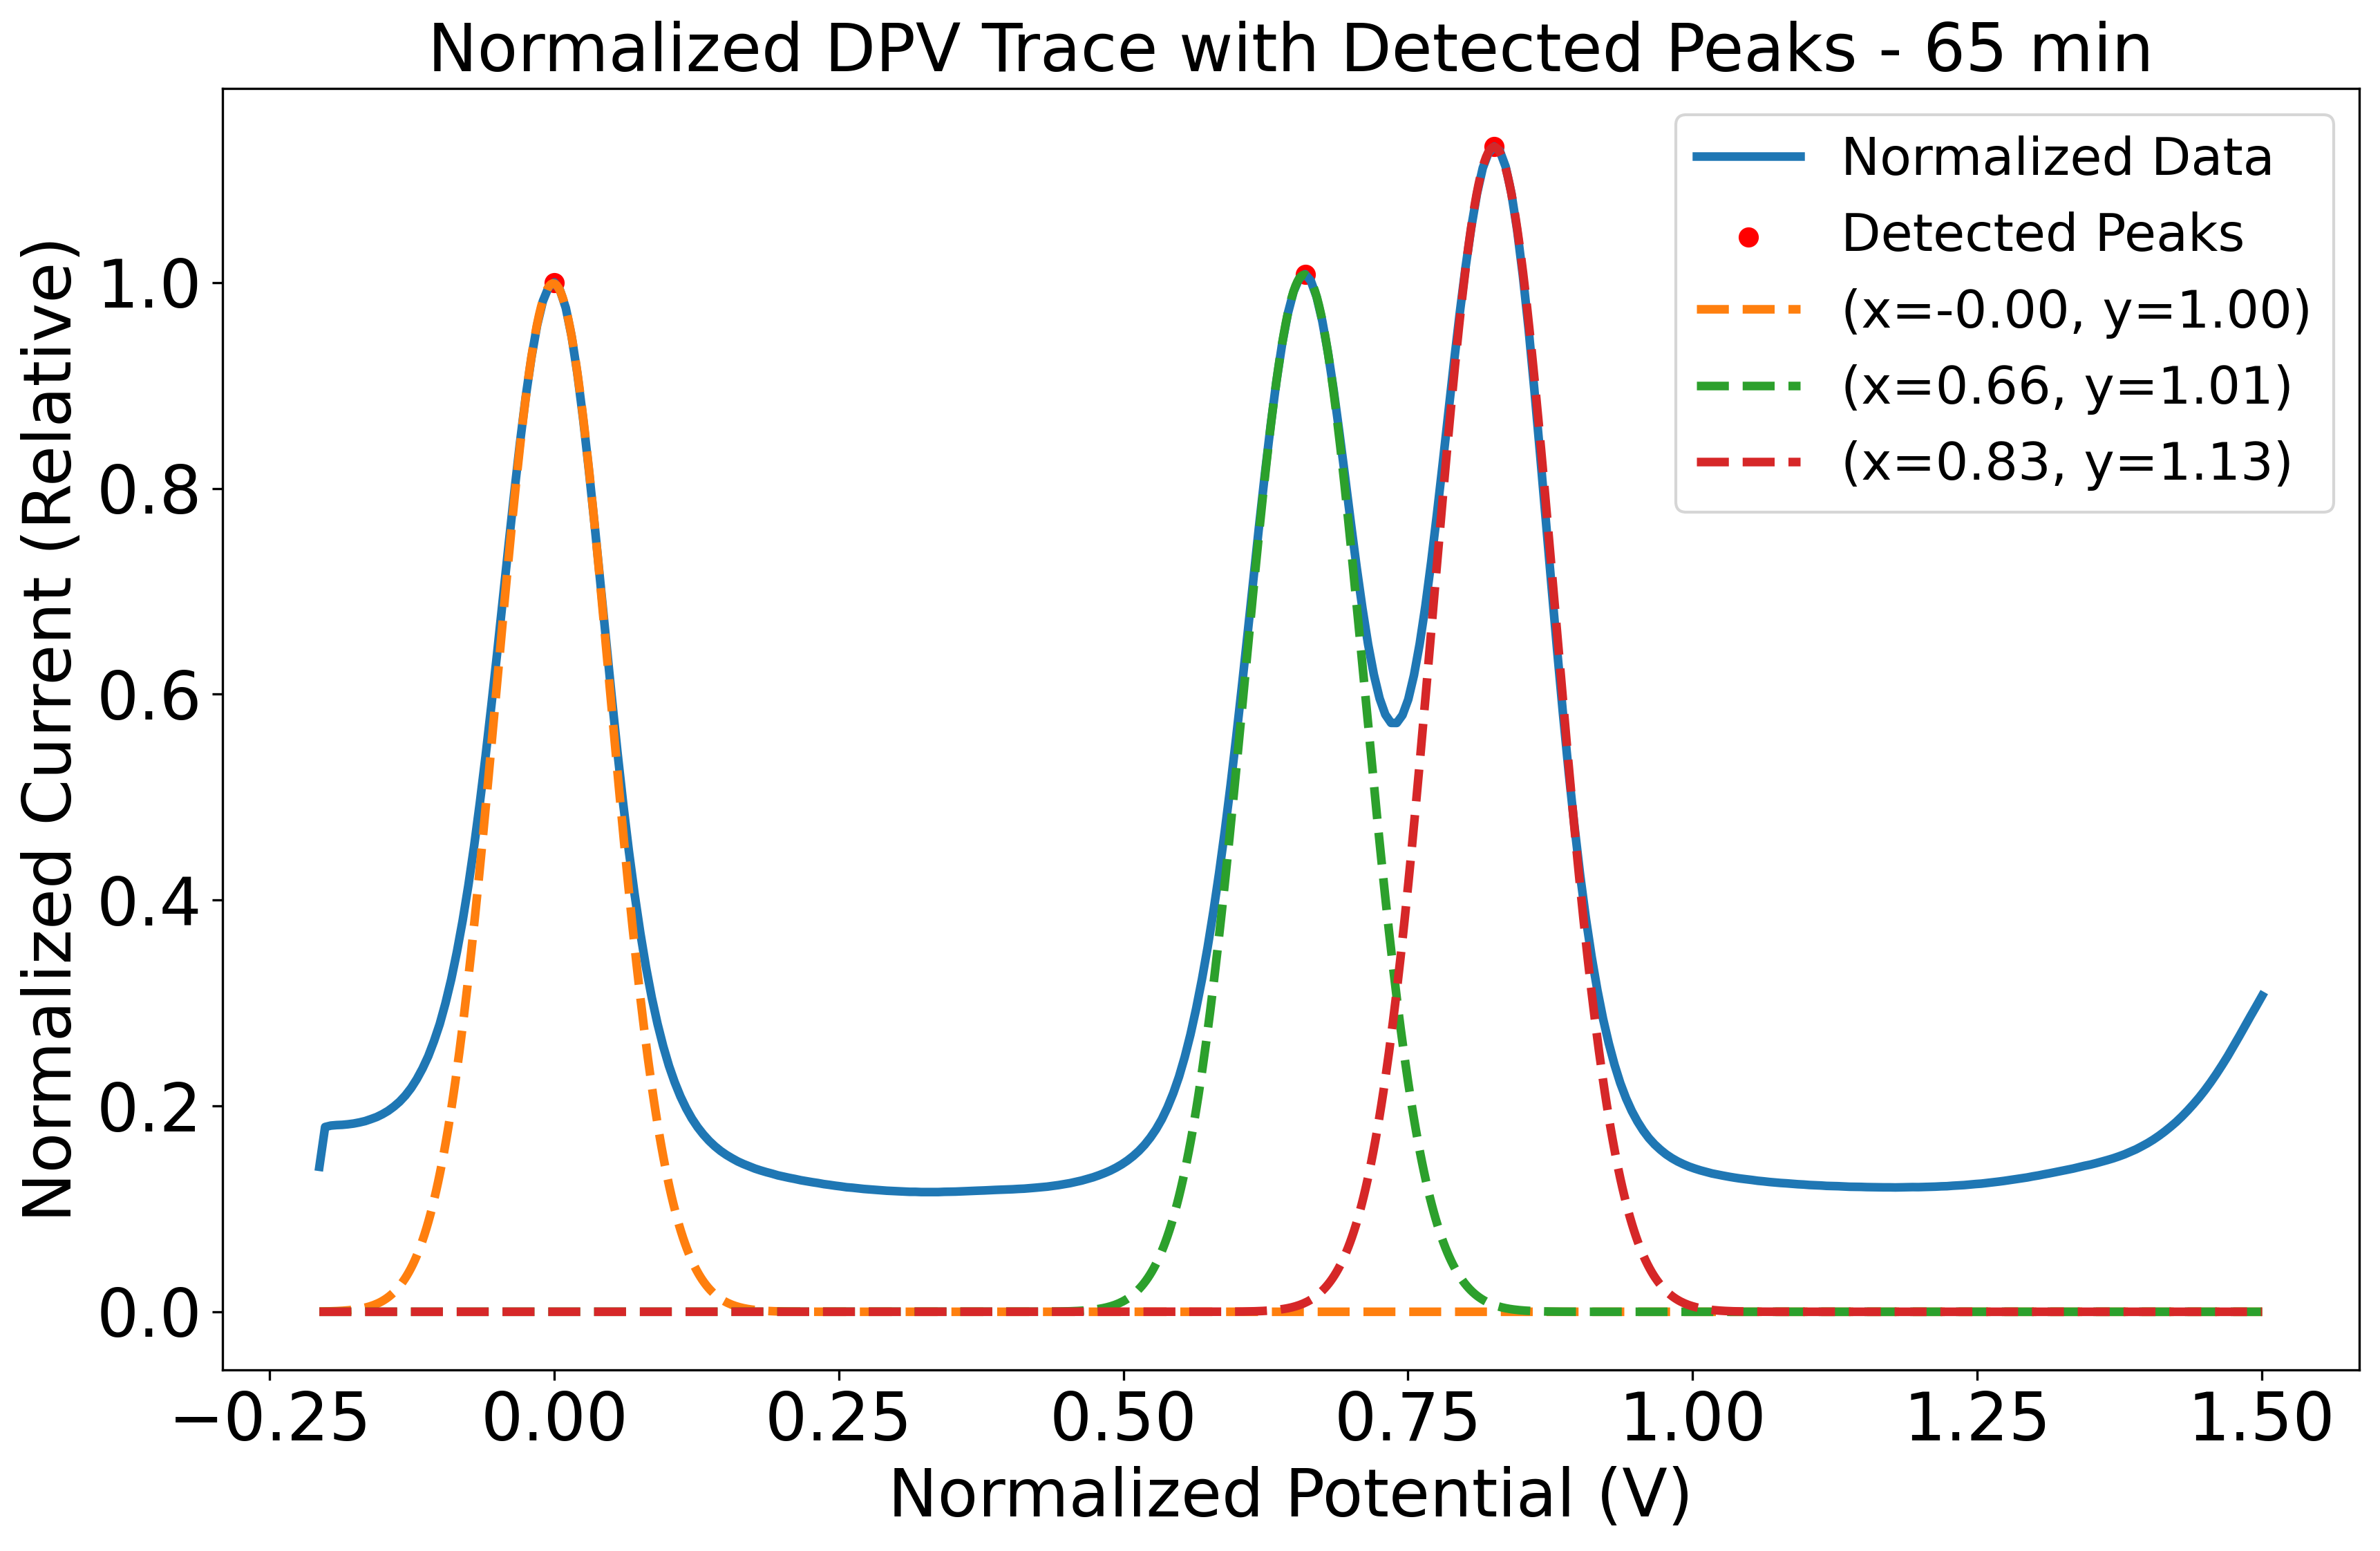 Normalized DPV Trace with Detected Peaks - 65 min
Normalized Data
Detected Peaks
(x=-0.00, y=1.00)
(x=0.66, y=1.01)
(x=0.83, y=1.13)
Normalized Current (Relative)
1.0
0.8
0.6
0.4
0.2
0.0
−0.25 0.00 0.25 0.50 0.75 1.00 1.25 1.50
Normalized Potential (V)